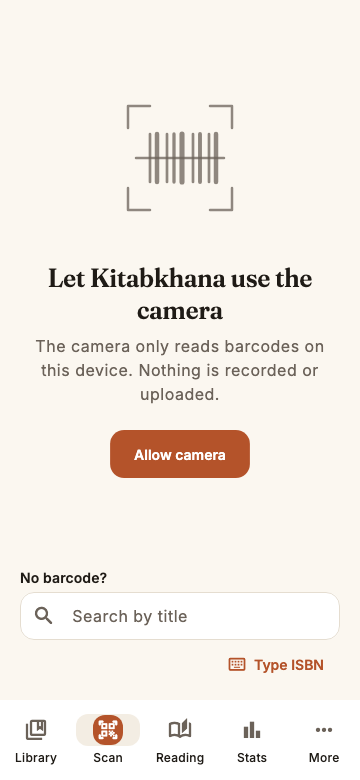 Let Kitabkhana use the
camera
The camera only reads barcodes on
this device. Nothing is recorded or
uploaded.
Allow camera
No barcode?
Search by title
Type ISBN
Library
Scan
Reading
Stats
More